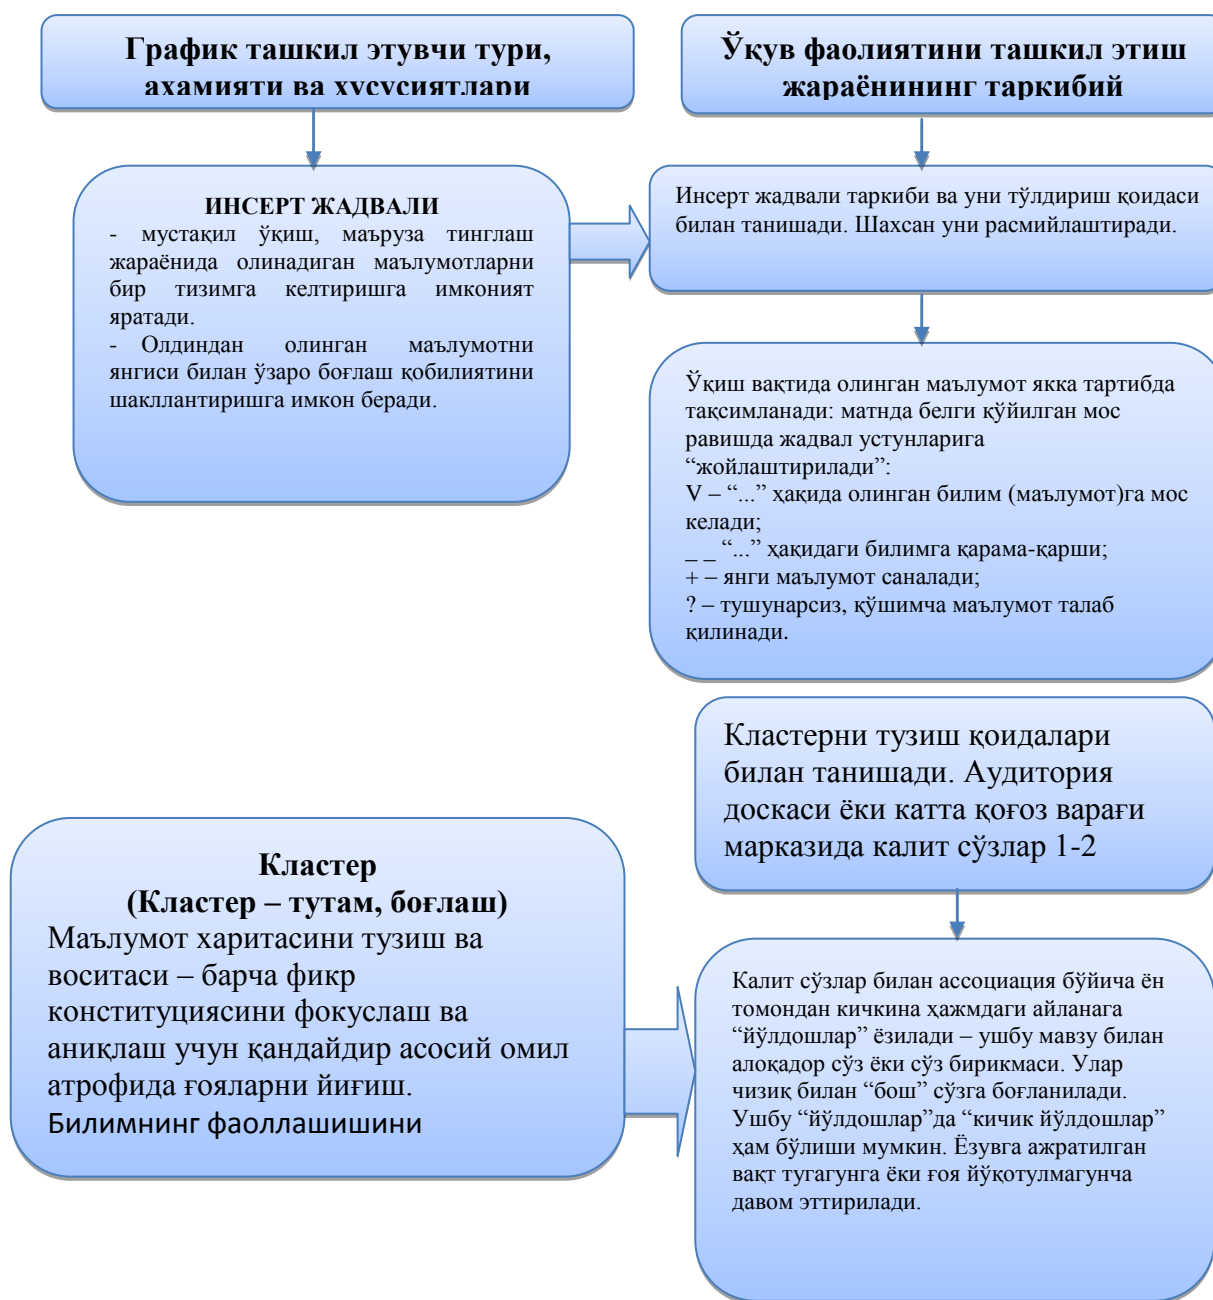 График ташкил этувчи тури,
аҳамияти ва хусусиятлари
Ўқув фаолиятини ташкил этиш
жараёнининг таркибий
ИНСЕРТ ЖАДВАЛИ
- мустақил ўқиш, маъруза тинглаш
жараёнида олинадиган маълумотларни
бир тизимга келтиришга имконият
яратади.
- Олдиндан олинган маълумотни
янгиси билан ўзаро боғлаш қобилиятини
шакллантиришга имкон беради.
Инсерт жадвали таркиби ва уни тўлдириш қоидаси
билан танишади. Шахсан уни расмийлаштиради.
Ўқиш вақтида олинган маълумот якка тартибда
тақсимланади: матнда белги қўйилган мос
равишда жадвал устунларига
“жойлаштирилади”:
V – “...” ҳақида олинган билим (маълумот)га мос
келади;
_ _ “...” ҳақидаги билимга қарама-қарши;
+ – янги маълумот саналади;
? – тушунарсиз, қўшимча маълумот талаб
қилинади.
Кластерни тузиш қоидалари
билан танишади. Аудитория
доскаси ёки катта қоғоз варағи
марказида калит сўзлар 1-2
Кластер
(Кластер – тутам, боғлаш)
Маълумот харитасини тузиш ва
воситаси – барча фикр
конституциясини фокуслаш ва
аниқлаш учун қандайдир асосий омил
атрофида ғояларни йиғиш.
Билимнинг фаоллашишини
Калит сўзлар билан ассоциация бўйича ён
томондан кичкина ҳажмдаги айланага
“йўлдошлар” ёзилади – ушбу мавзу билан
алоқадор сўз ёки сўз бирикмаси. Улар
чизиқ билан “бош” сўзга боғланилади.
Ушбу “йўлдошлар”да “кичик йўлдошлар”
ҳам бўлиши мумкин. Ёзувга ажратилган
вақт тугагунга ёки ғоя йўқотулмагунча
давом эттирилади.